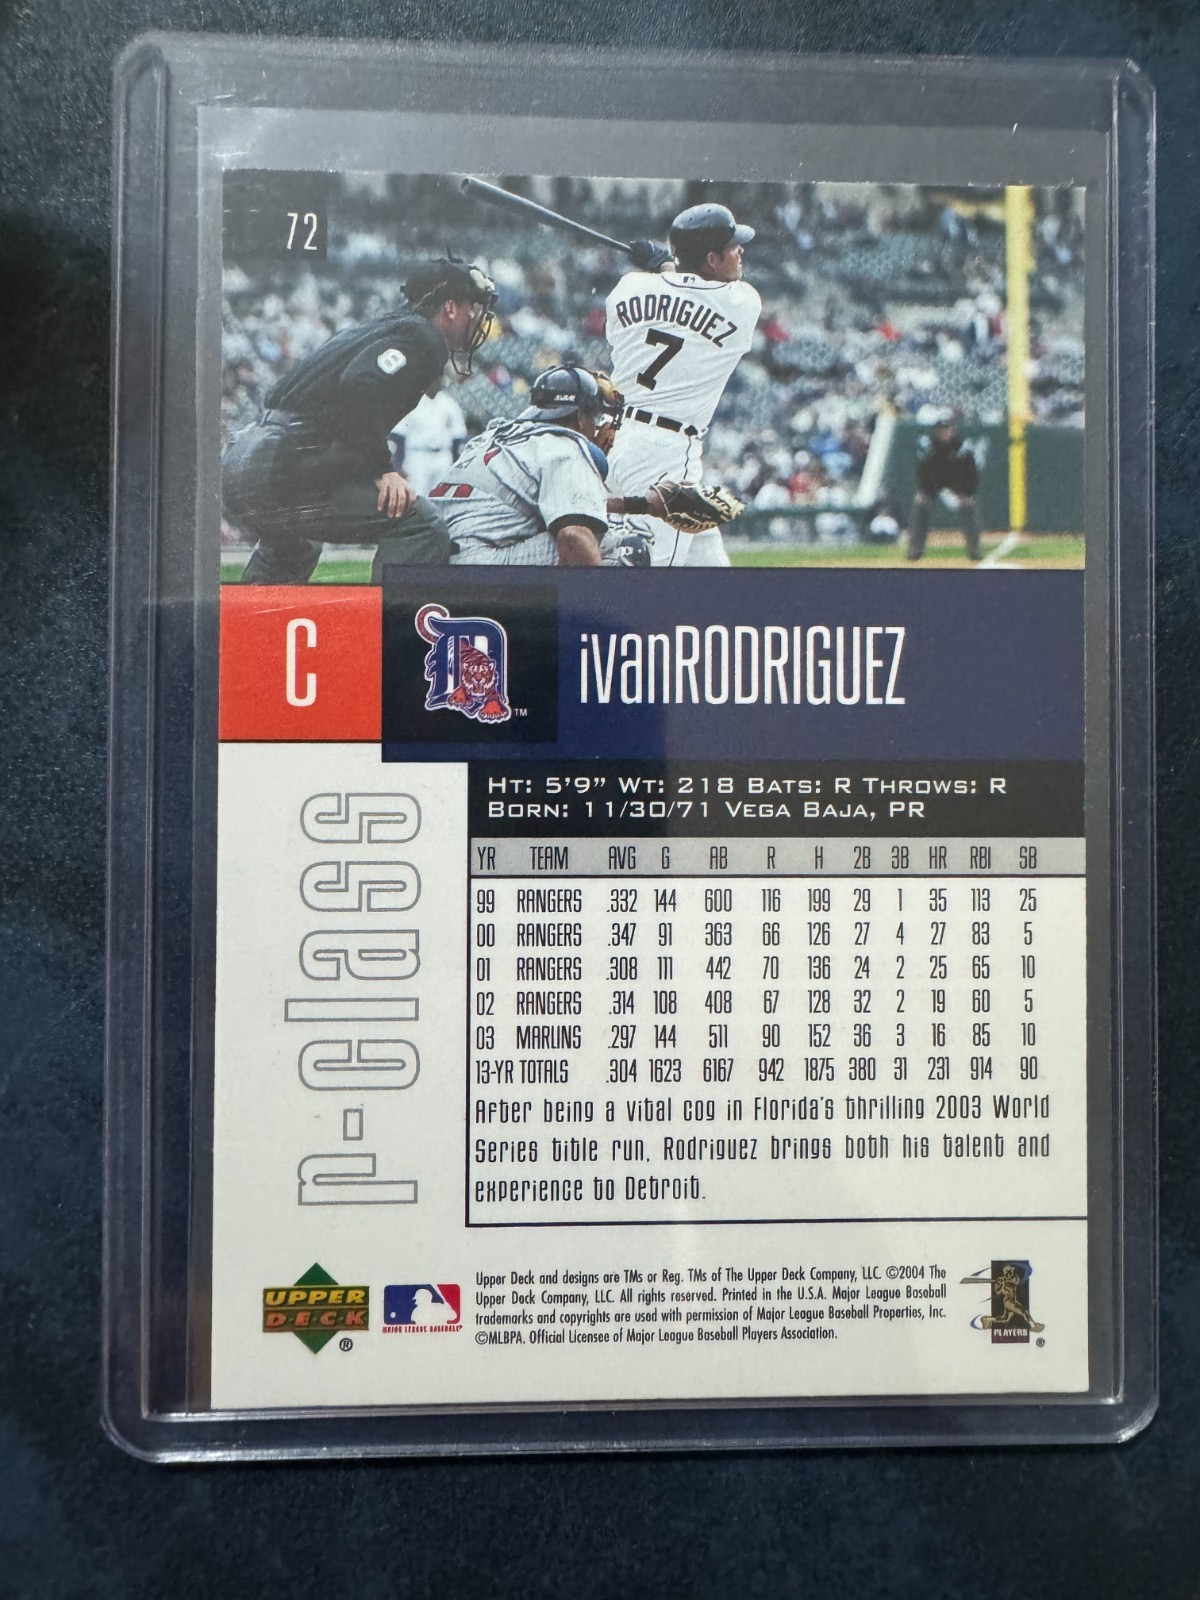 72
RODRIGUEZ
7
8
C
TM
ivanRODRIGUEZ
HT: 5'9" WT: 218 BATS: R THROWS: R
BORN: 11/30/71 VEGA BAJA, PR
r-class
YR TEAM AVG G AB R H 2B 3B HR RBI SB
99 RANGERS .332 144 600 116 199 29 1 35 113 25
00 RANGERS .347 91 363 66 126 27 4 27 83 5
01 RANGERS .308 111 442 70 136 24 2 25 65 10
02 RANGERS .314 108 408 67 128 32 2 19 60 5
03 MARLINS .297 144 511 90 152 36 3 16 85 10
13-YR TOTALS .304 1623 6167 942 1875 380 31 231 914 90
After being a vital cog in Florida's thrilling 2003 World
Series title run, Rodriguez brings both his talent and
experience to Detroit.
UPPER
DECK
®
MAJOR LEAGUE BASEBALL
Upper Deck and designs are TMs or Reg. TMs of The Upper Deck Company, LLC. ©2004 The
Upper Deck Company, LLC. All rights reserved. Printed in the U.S.A. Major League Baseball
trademarks and copyrights are used with permission of Major League Baseball Properties, Inc.
©MLBPA. Official Licensee of Major League Baseball Players Association.
PLAYERS
®